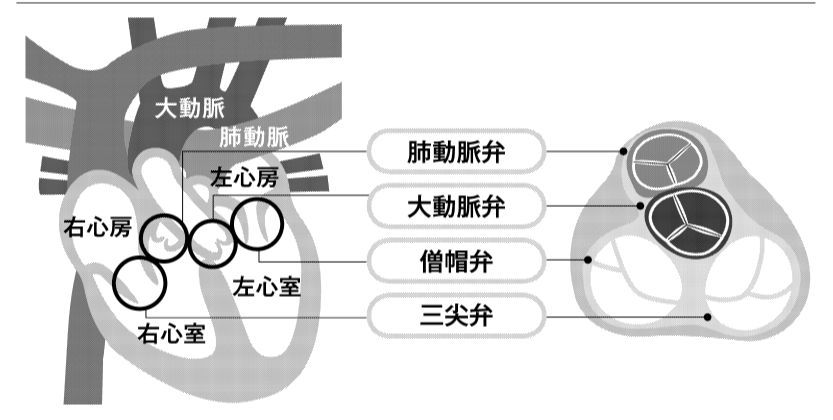 大動脈
肺動脈
左心房
右心房
左心室
右心室
肺動脈弁
大動脈弁
僧帽弁
三尖弁